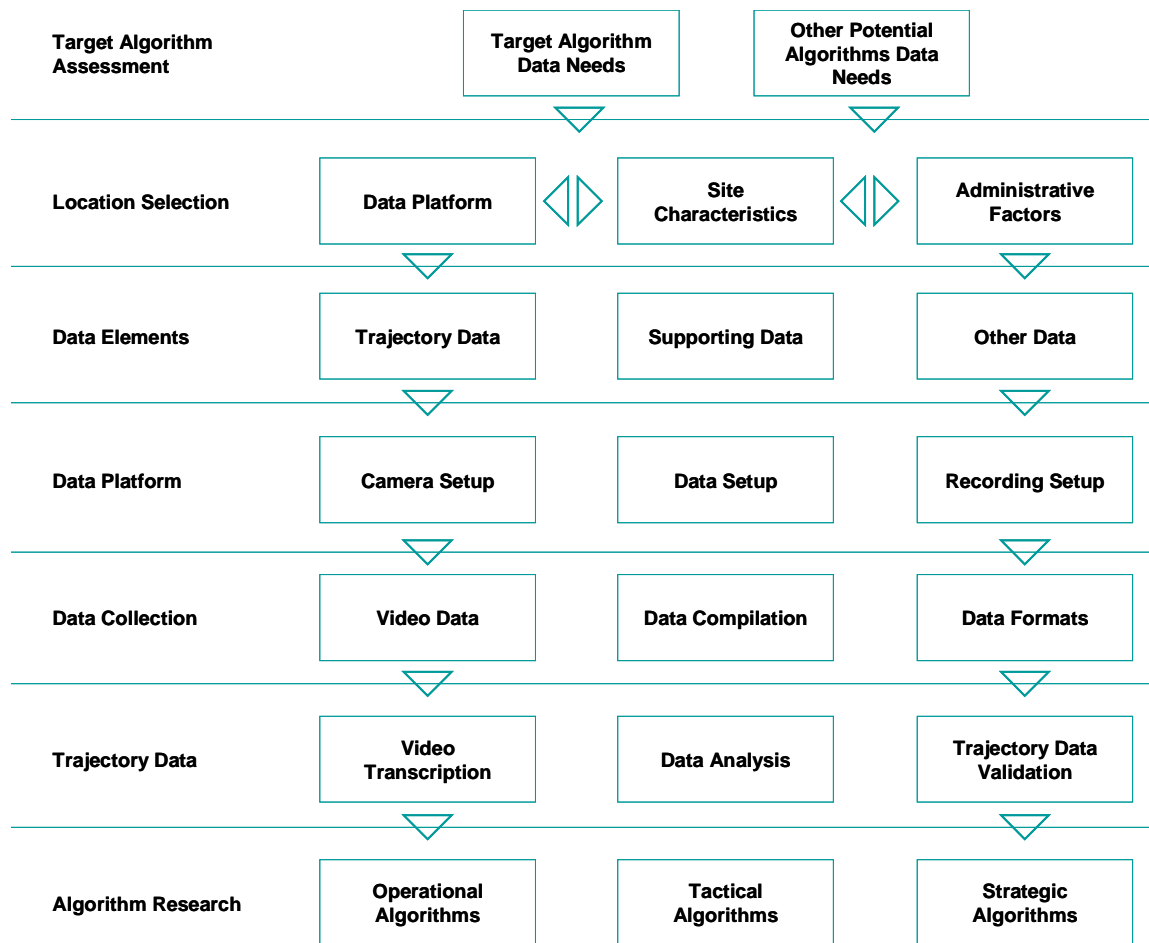 Target Algorithm
Assessment
Target Algorithm
Data Needs
Other Potential
Algorithms Data
Needs
Location Selection
Data Platform
Site
Characteristics
Administrative
Factors
Data Elements
Trajectory Data
Supporting Data
Other Data
Data Platform
Camera Setup
Data Setup
Recording Setup
Data Collection
Video Data
Data Compilation
Data Formats
Trajectory Data
Video
Transcription
Data Analysis
Trajectory Data
Validation
Algorithm Research
Operational
Algorithms
Tactical
Algorithms
Strategic
Algorithms